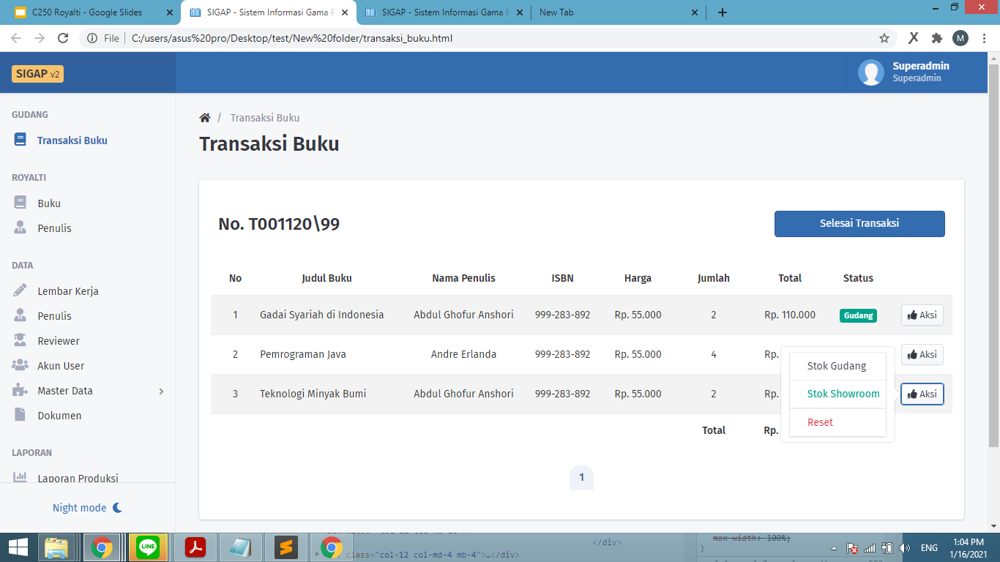 C250 Royalti - Google Slides
SIGAP - Sistem Informasi Gama P
SIGAP - Sistem Informasi Gama P
New Tab
File
C:/users/asus%20pro/Desktop/test/New%20folder/transaksi_buku.html
M
SIGAP v2
Superadmin
Superadmin
GUDANG
Transaksi Buku
ROYALTI
Buku
Penulis
DATA
Lembar Kerja
Penulis
Reviewer
Akun User
Master Data
Dokumen
LAPORAN
Laporan Produksi
Night mode
/ Transaksi Buku
Transaksi Buku
No. T001120\99
Selesai Transaksi
No Judul Buku Nama Penulis ISBN Harga Jumlah Total Status
1 Gadai Syariah di Indonesia Abdul Ghofur Anshori 999-283-892 Rp. 55.000 2 Rp. 110.000 Gudang Aksi
2 Pemrograman Java Andre Erlanda 999-283-892 Rp. 55.000 4 Rp. Aksi
3 Teknologi Minyak Bumi Abdul Ghofur Anshori 999-283-892 Rp. 55.000 2 Rp. Aksi
Total Rp.
Stok Gudang
Stok Showroom
Reset
1
</div>
class="col-12 col-md-4 mb-4">…</div>
max-width: 100%;
}
LINE
ENG
1:04 PM
1/16/2021